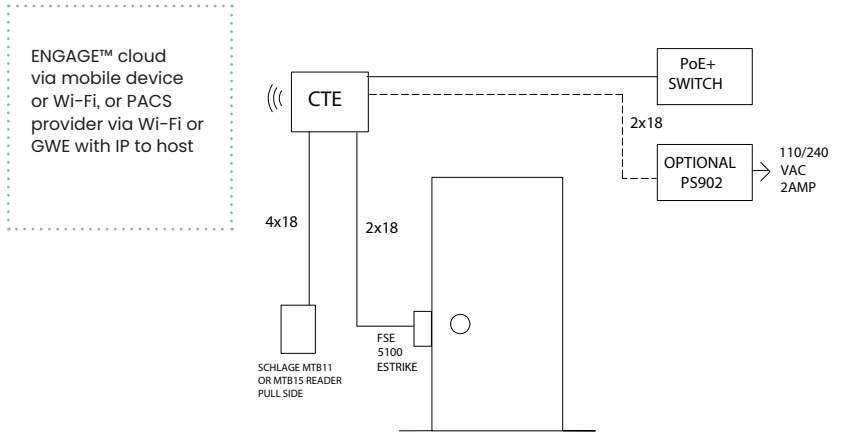 ENGAGE™ cloud
via mobile device
or Wi-Fi, or PACS
provider via Wi-Fi or
GWE with IP to host
CTE
PoE+
SWITCH
2x18
OPTIONAL
PS902
110/240
VAC
2AMP
4x18
2x18
FSE
5100
ESTRIKE
SCHLAGE MTB11
OR MTB15 READER
PULL SIDE